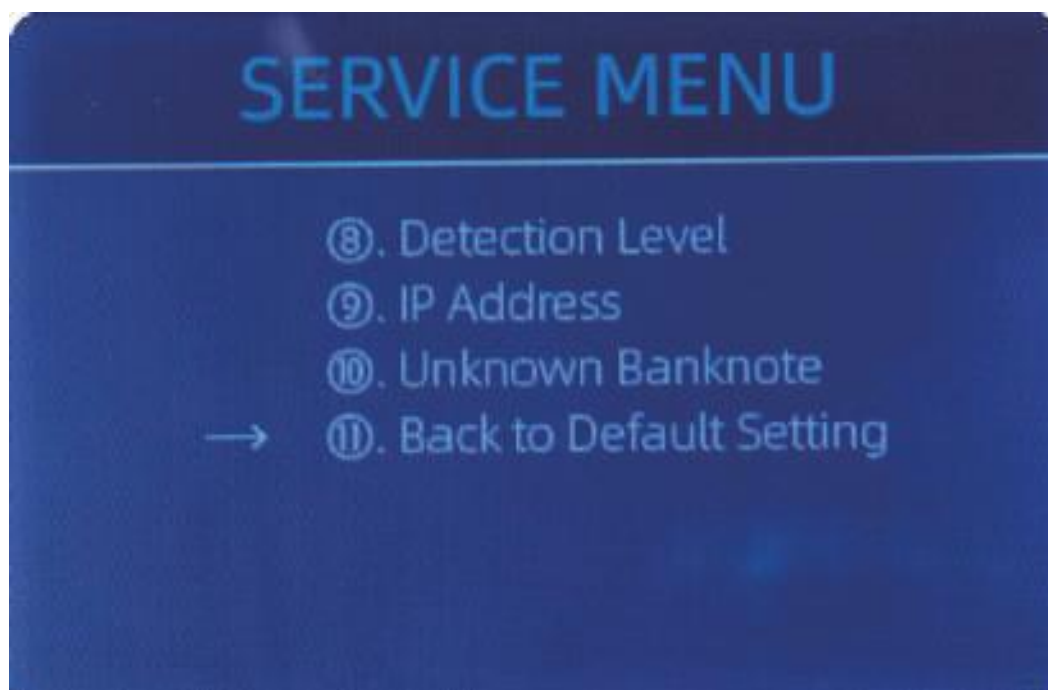 SERVICE MENU
⑧. Detection Level
⑨. IP Address
⑩. Unknown Banknote
→ ⑪. Back to Default Setting